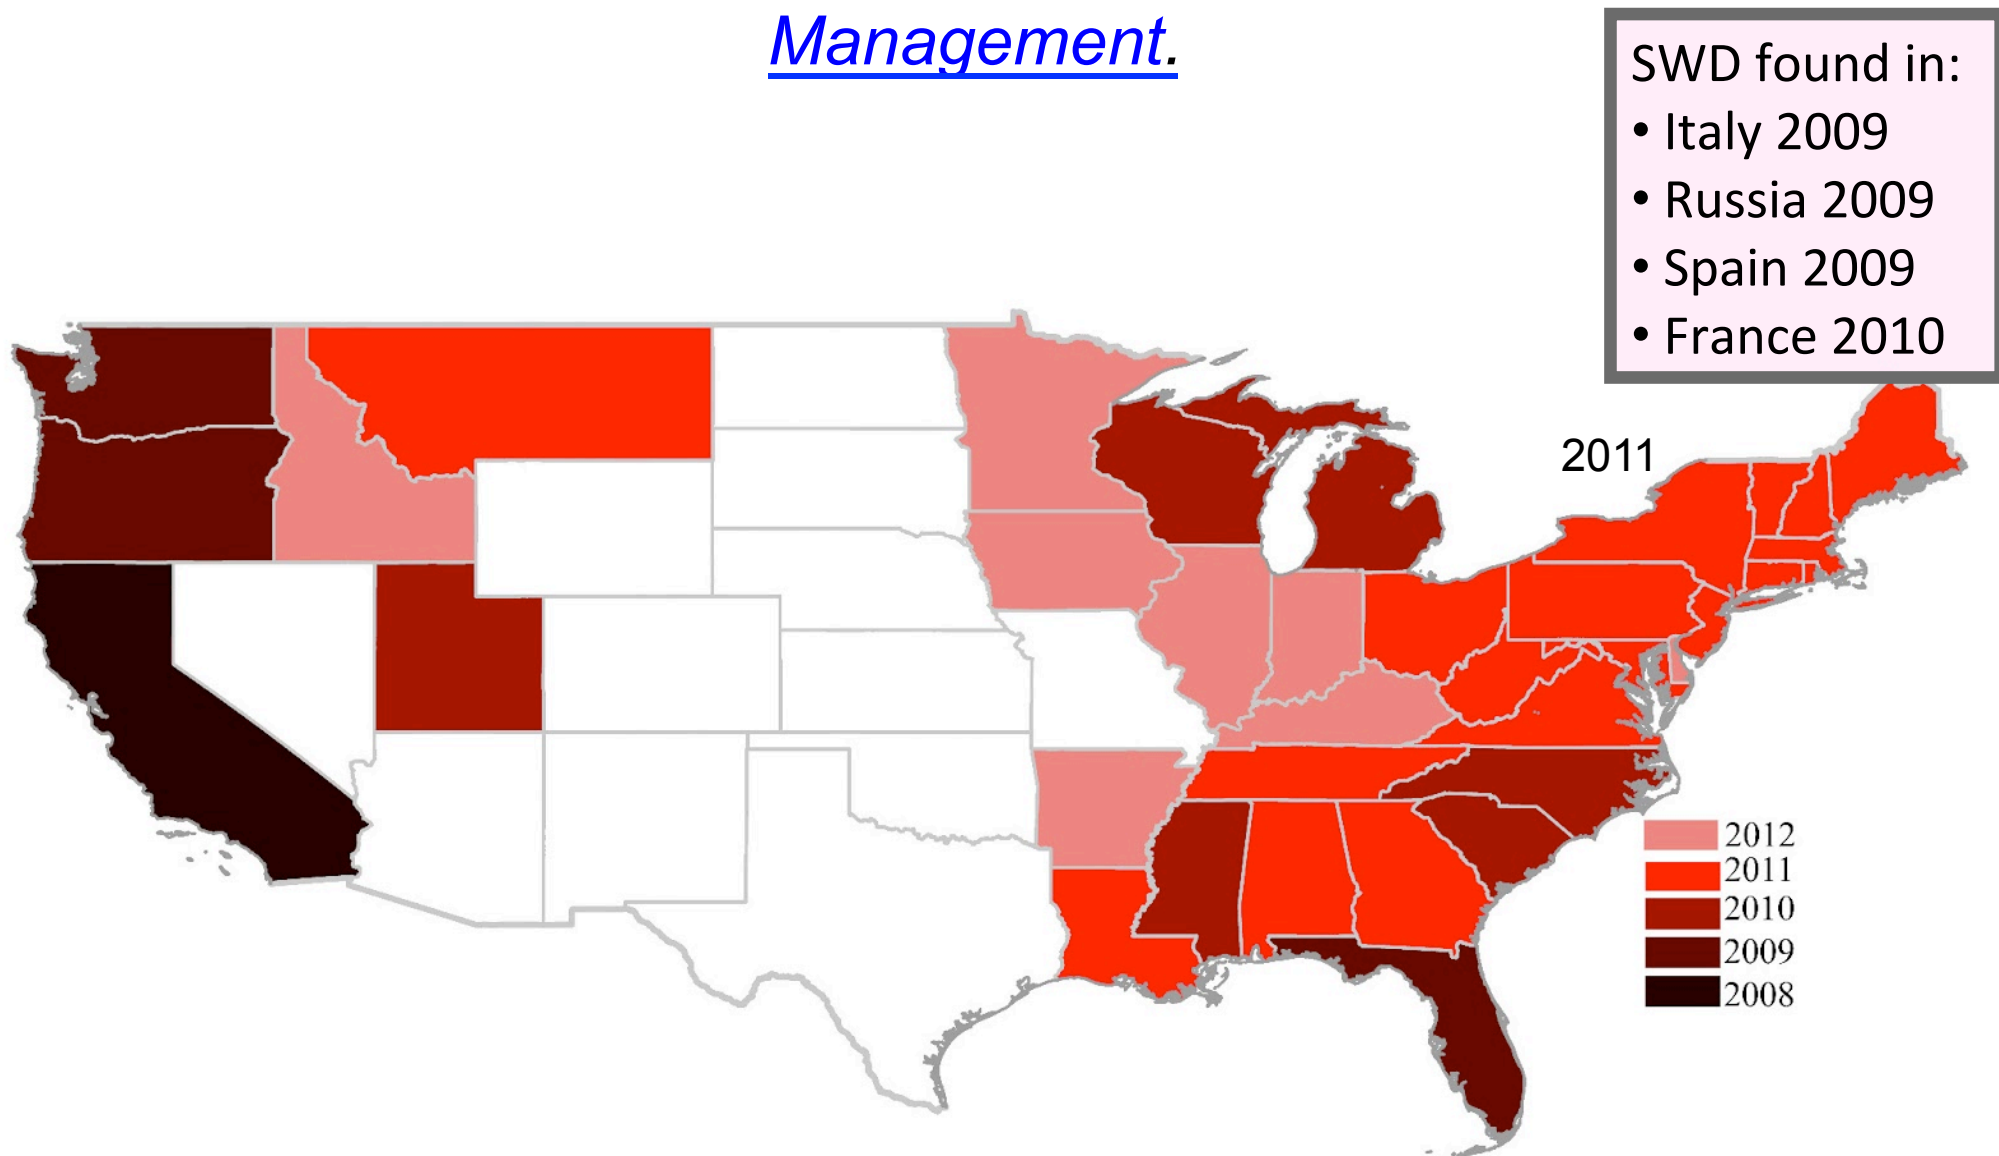 Management.
SWD found in:
• Italy 2009
• Russia 2009
• Spain 2009
• France 2010
2011
2012
2011
2010
2009
2008